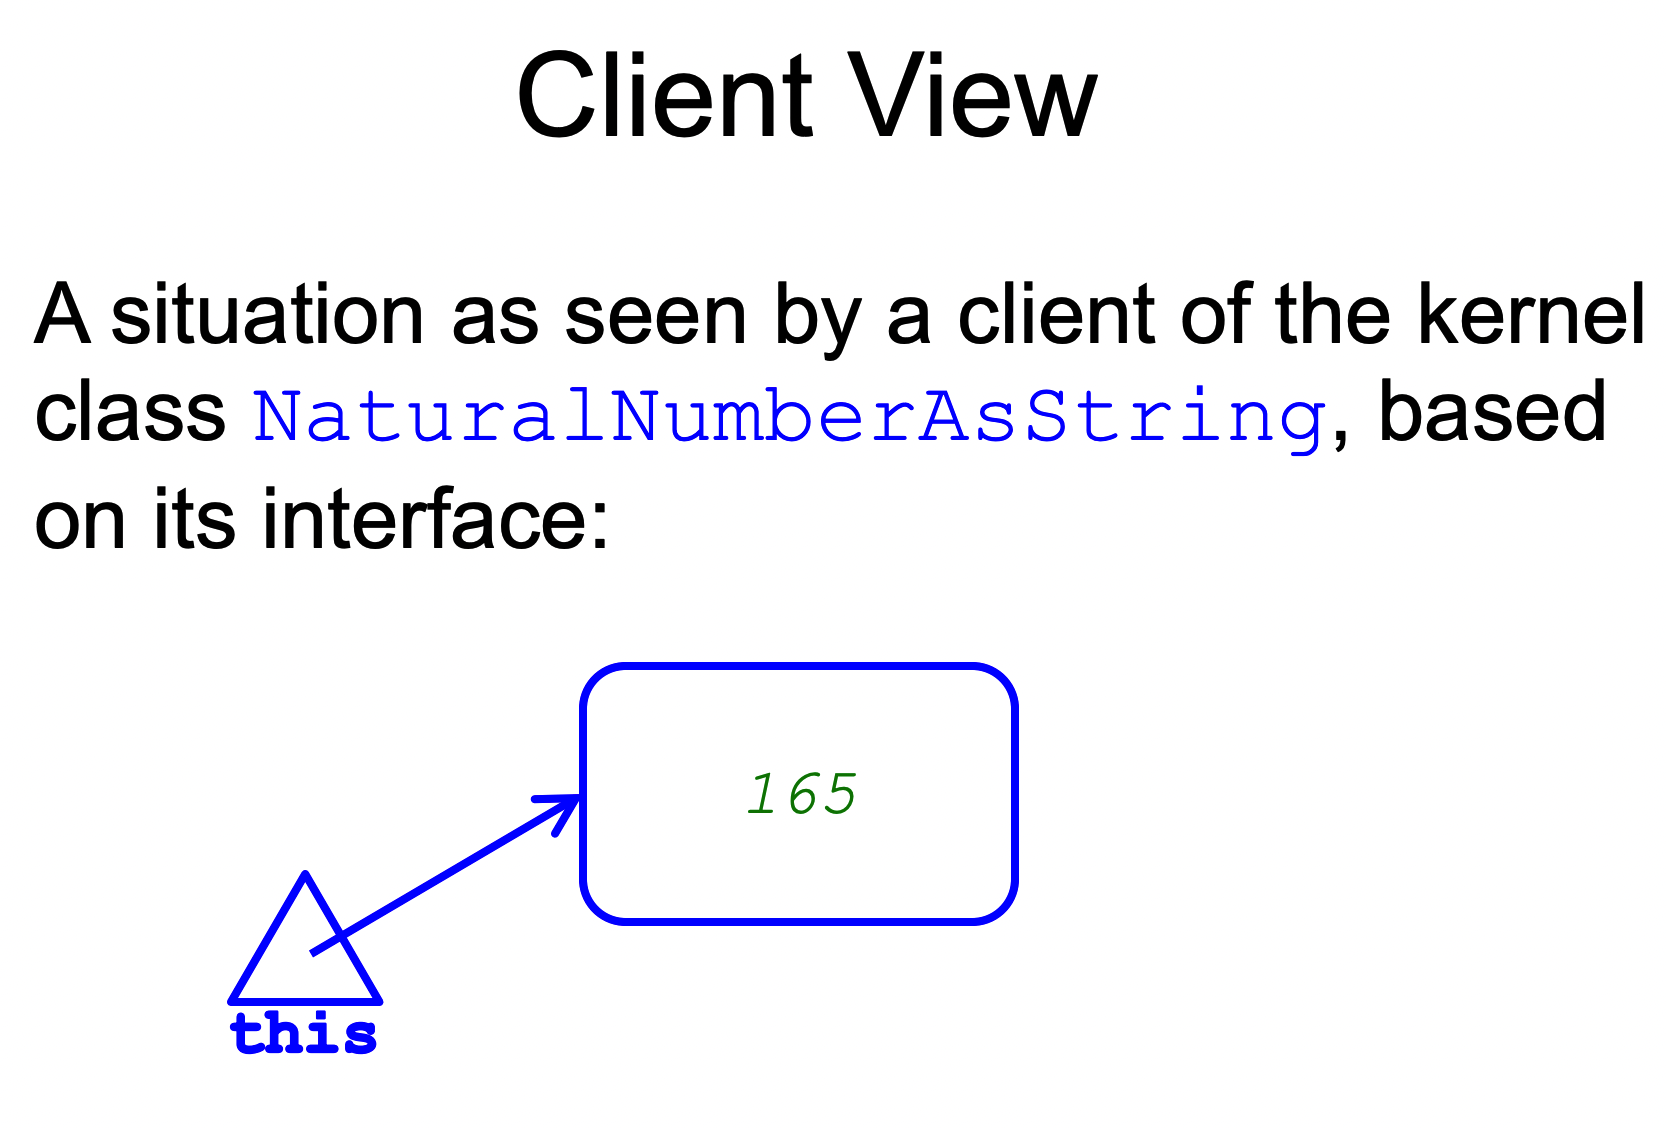 Client View
A situation as seen by a client of the kernel
class NaturalNumberAsString, based
on its interface:
165
this